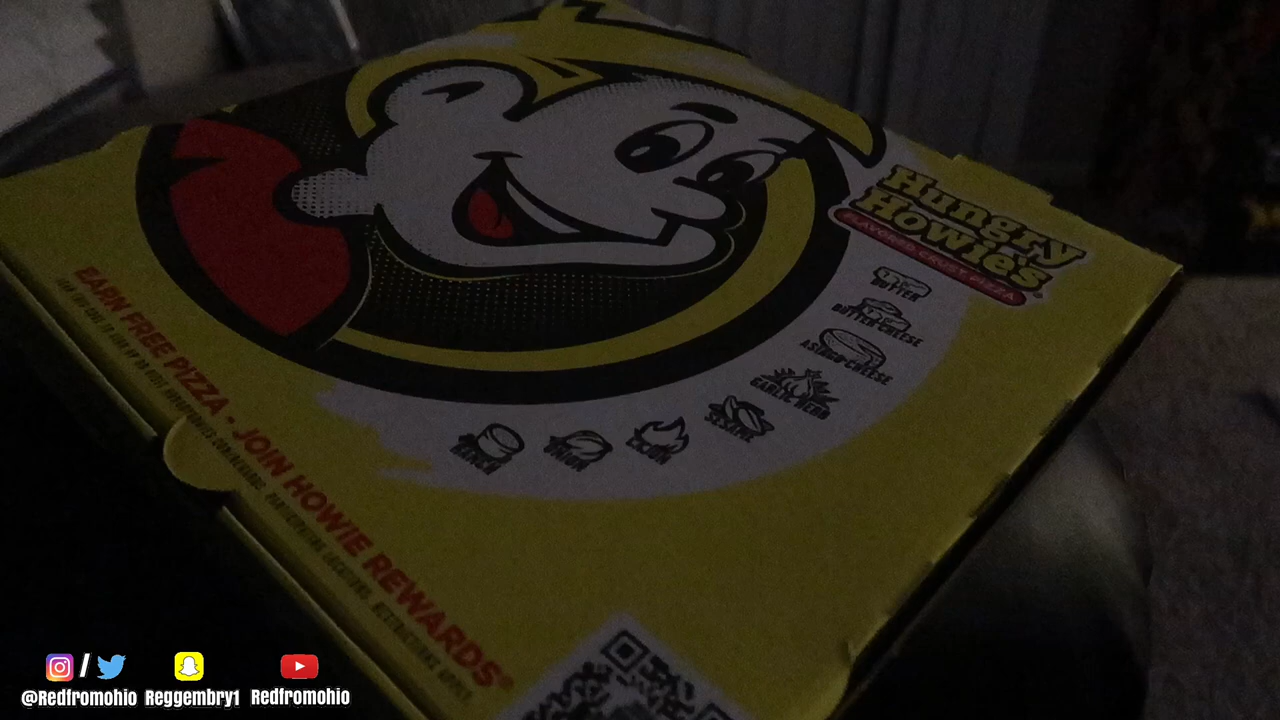 Hungry
Howie's®
FLAVORED CRUST PIZZA
BUTTER
BUTTER CHEESE
ASIAGO CHEESE
GARLIC HERB
SESAME
CAJUN
ONION
RANCH
EARN FREE PIZZA - JOIN HOWIE REWARDS®
/
@Redfromohio
Reggembry1
Redfromohio